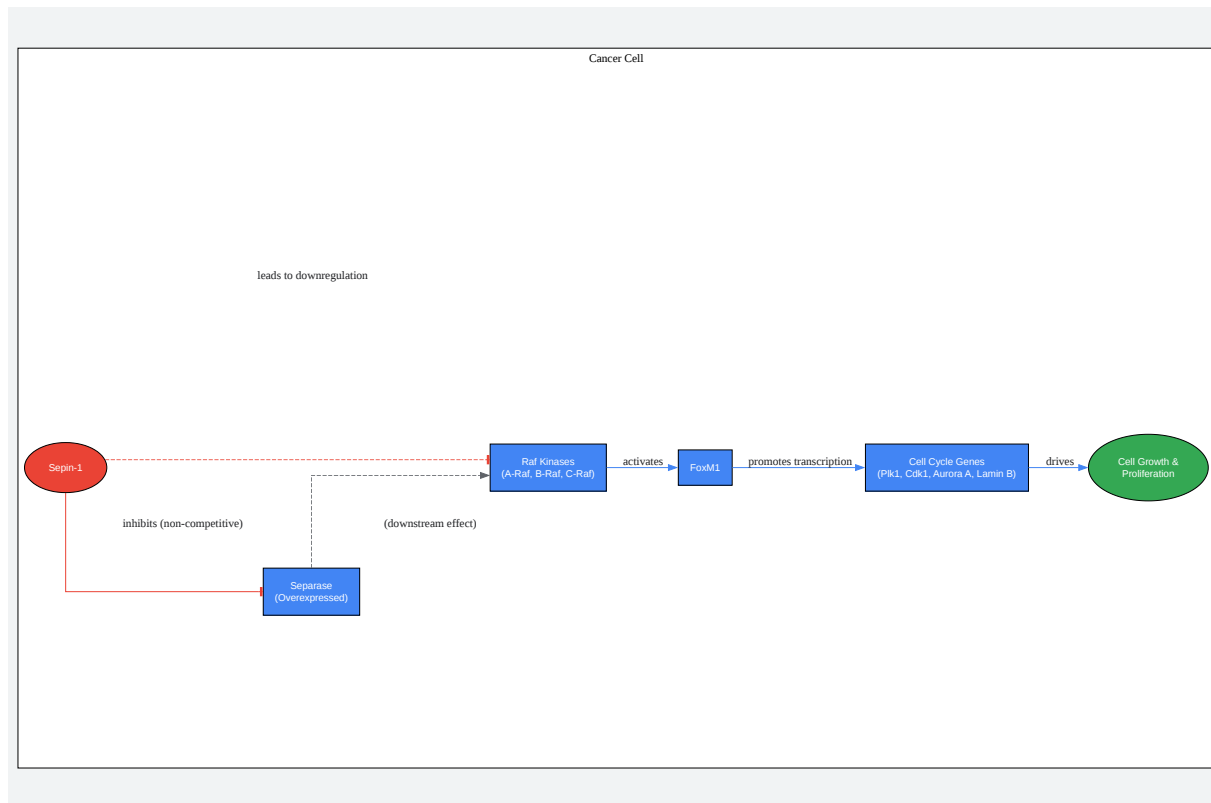 Cancer Cell
leads to downregulation
Sepin-1
inhibits (non-competitive)
Separase
(Overexpressed)
(downstream effect)
Raf Kinases
(A-Raf, B-Raf, C-Raf)
activates
FoxM1
promotes transcription
Cell Cycle Genes
(Plk1, Cdk1, Aurora A, Lamin B)
drives
Cell Growth &
Proliferation